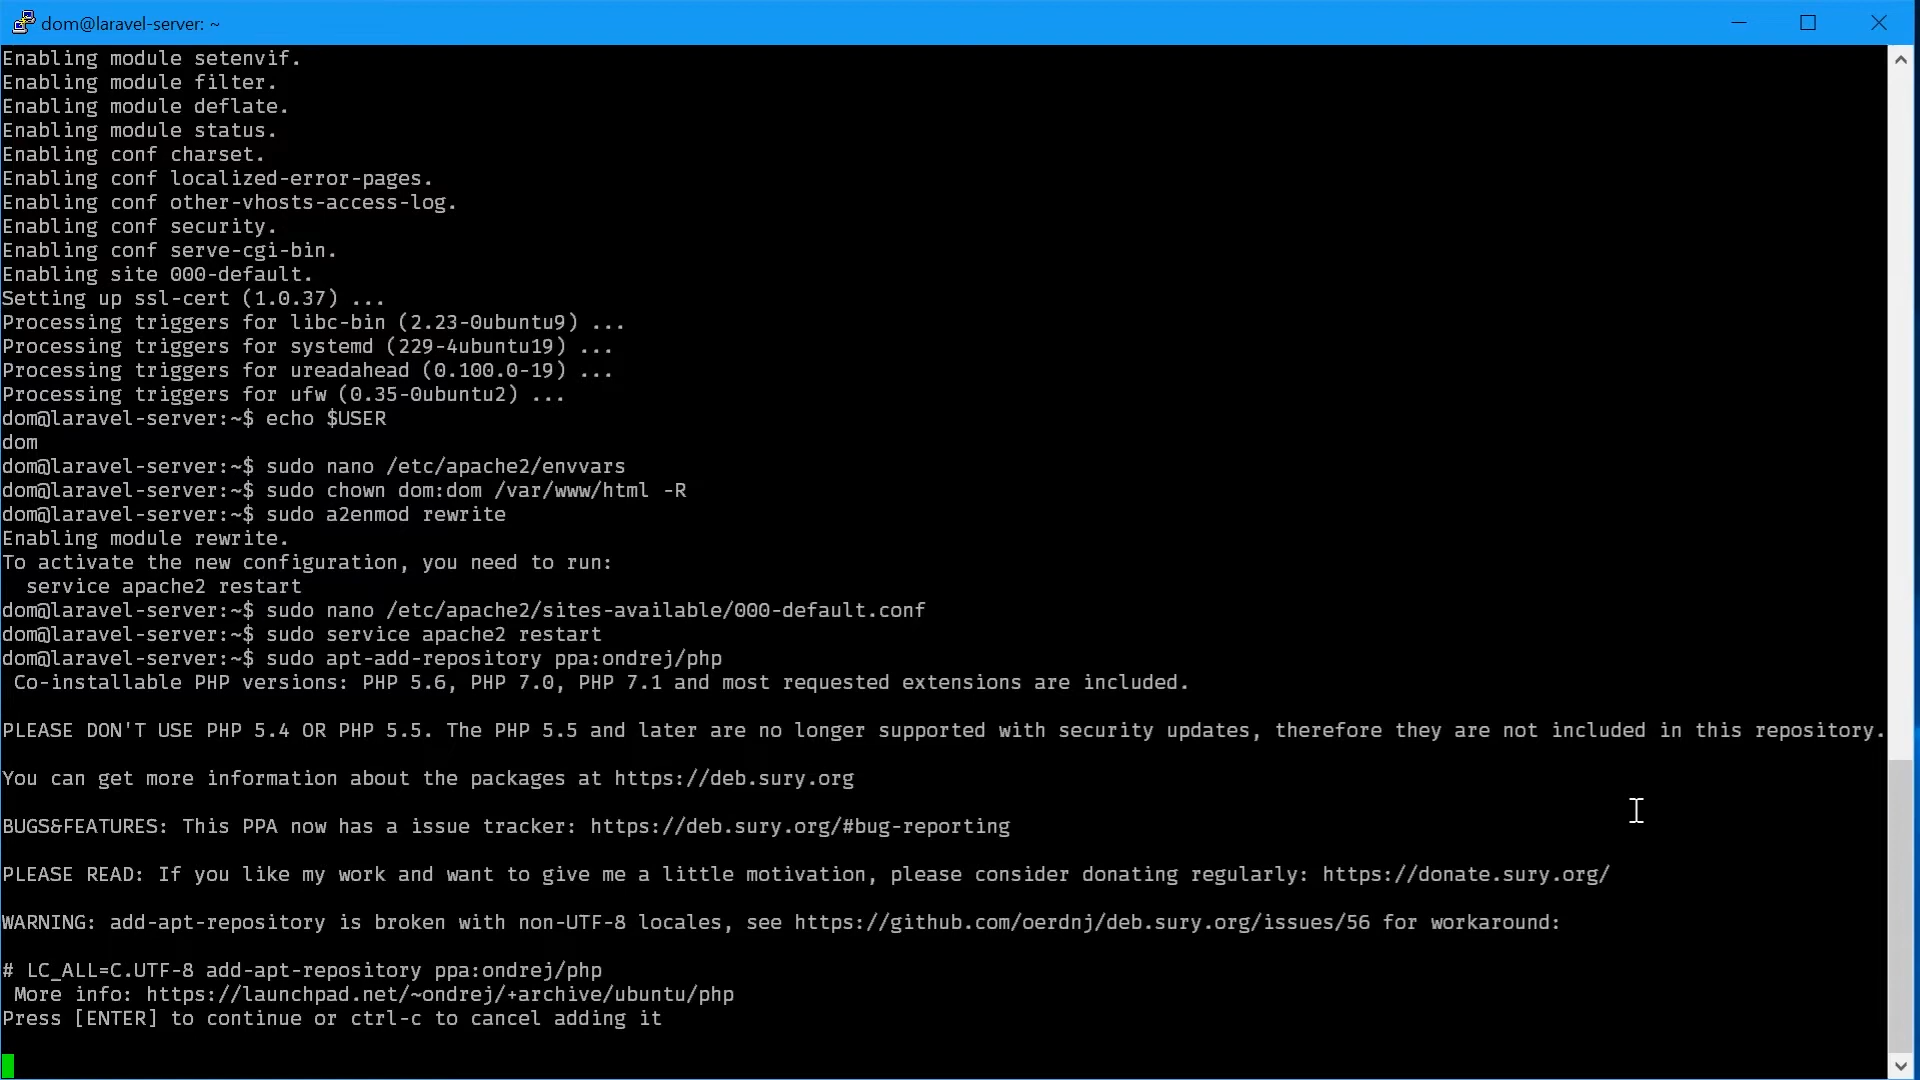 dom@laravel-server: ~
Enabling module setenvif.
Enabling module filter.
Enabling module deflate.
Enabling module status.
Enabling conf charset.
Enabling conf localized-error-pages.
Enabling conf other-vhosts-access-log.
Enabling conf security.
Enabling conf serve-cgi-bin.
Enabling site 000-default.
Setting up ssl-cert (1.0.37) ...
Processing triggers for libc-bin (2.23-0ubuntu9) ...
Processing triggers for systemd (229-4ubuntu19) ...
Processing triggers for ureadahead (0.100.0-19) ...
Processing triggers for ufw (0.35-0ubuntu2) ...
dom@laravel-server:~$ echo $USER
dom
dom@laravel-server:~$ sudo nano /etc/apache2/envvars
dom@laravel-server:~$ sudo chown dom:dom /var/www/html -R
dom@laravel-server:~$ sudo a2enmod rewrite
Enabling module rewrite.
To activate the new configuration, you need to run:
  service apache2 restart
dom@laravel-server:~$ sudo nano /etc/apache2/sites-available/000-default.conf
dom@laravel-server:~$ sudo service apache2 restart
dom@laravel-server:~$ sudo apt-add-repository ppa:ondrej/php
 Co-installable PHP versions: PHP 5.6, PHP 7.0, PHP 7.1 and most requested extensions are included.
PLEASE DON'T USE PHP 5.4 OR PHP 5.5. The PHP 5.5 and later are no longer supported with security updates, therefore they are not included in this repository.
You can get more information about the packages at https://deb.sury.org
BUGS&FEATURES: This PPA now has a issue tracker: https://deb.sury.org/#bug-reporting
PLEASE READ: If you like my work and want to give me a little motivation, please consider donating regularly: https://donate.sury.org/
WARNING: add-apt-repository is broken with non-UTF-8 locales, see https://github.com/oerdnj/deb.sury.org/issues/56 for workaround:
# LC_ALL=C.UTF-8 add-apt-repository ppa:ondrej/php
 More info: https://launchpad.net/~ondrej/+archive/ubuntu/php
Press [ENTER] to continue or ctrl-c to cancel adding it